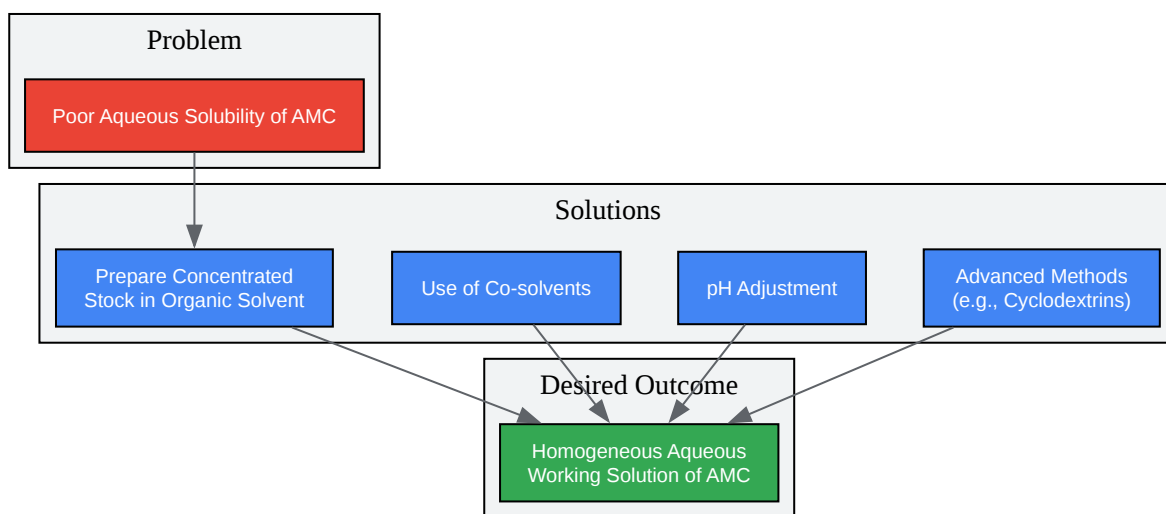 Problem
Poor Aqueous Solubility of AMC
Solutions
Prepare Concentrated
Stock in Organic Solvent
Use of Co-solvents
pH Adjustment
Advanced Methods
(e.g., Cyclodextrins)
Desired Outcome
Homogeneous Aqueous
Working Solution of AMC